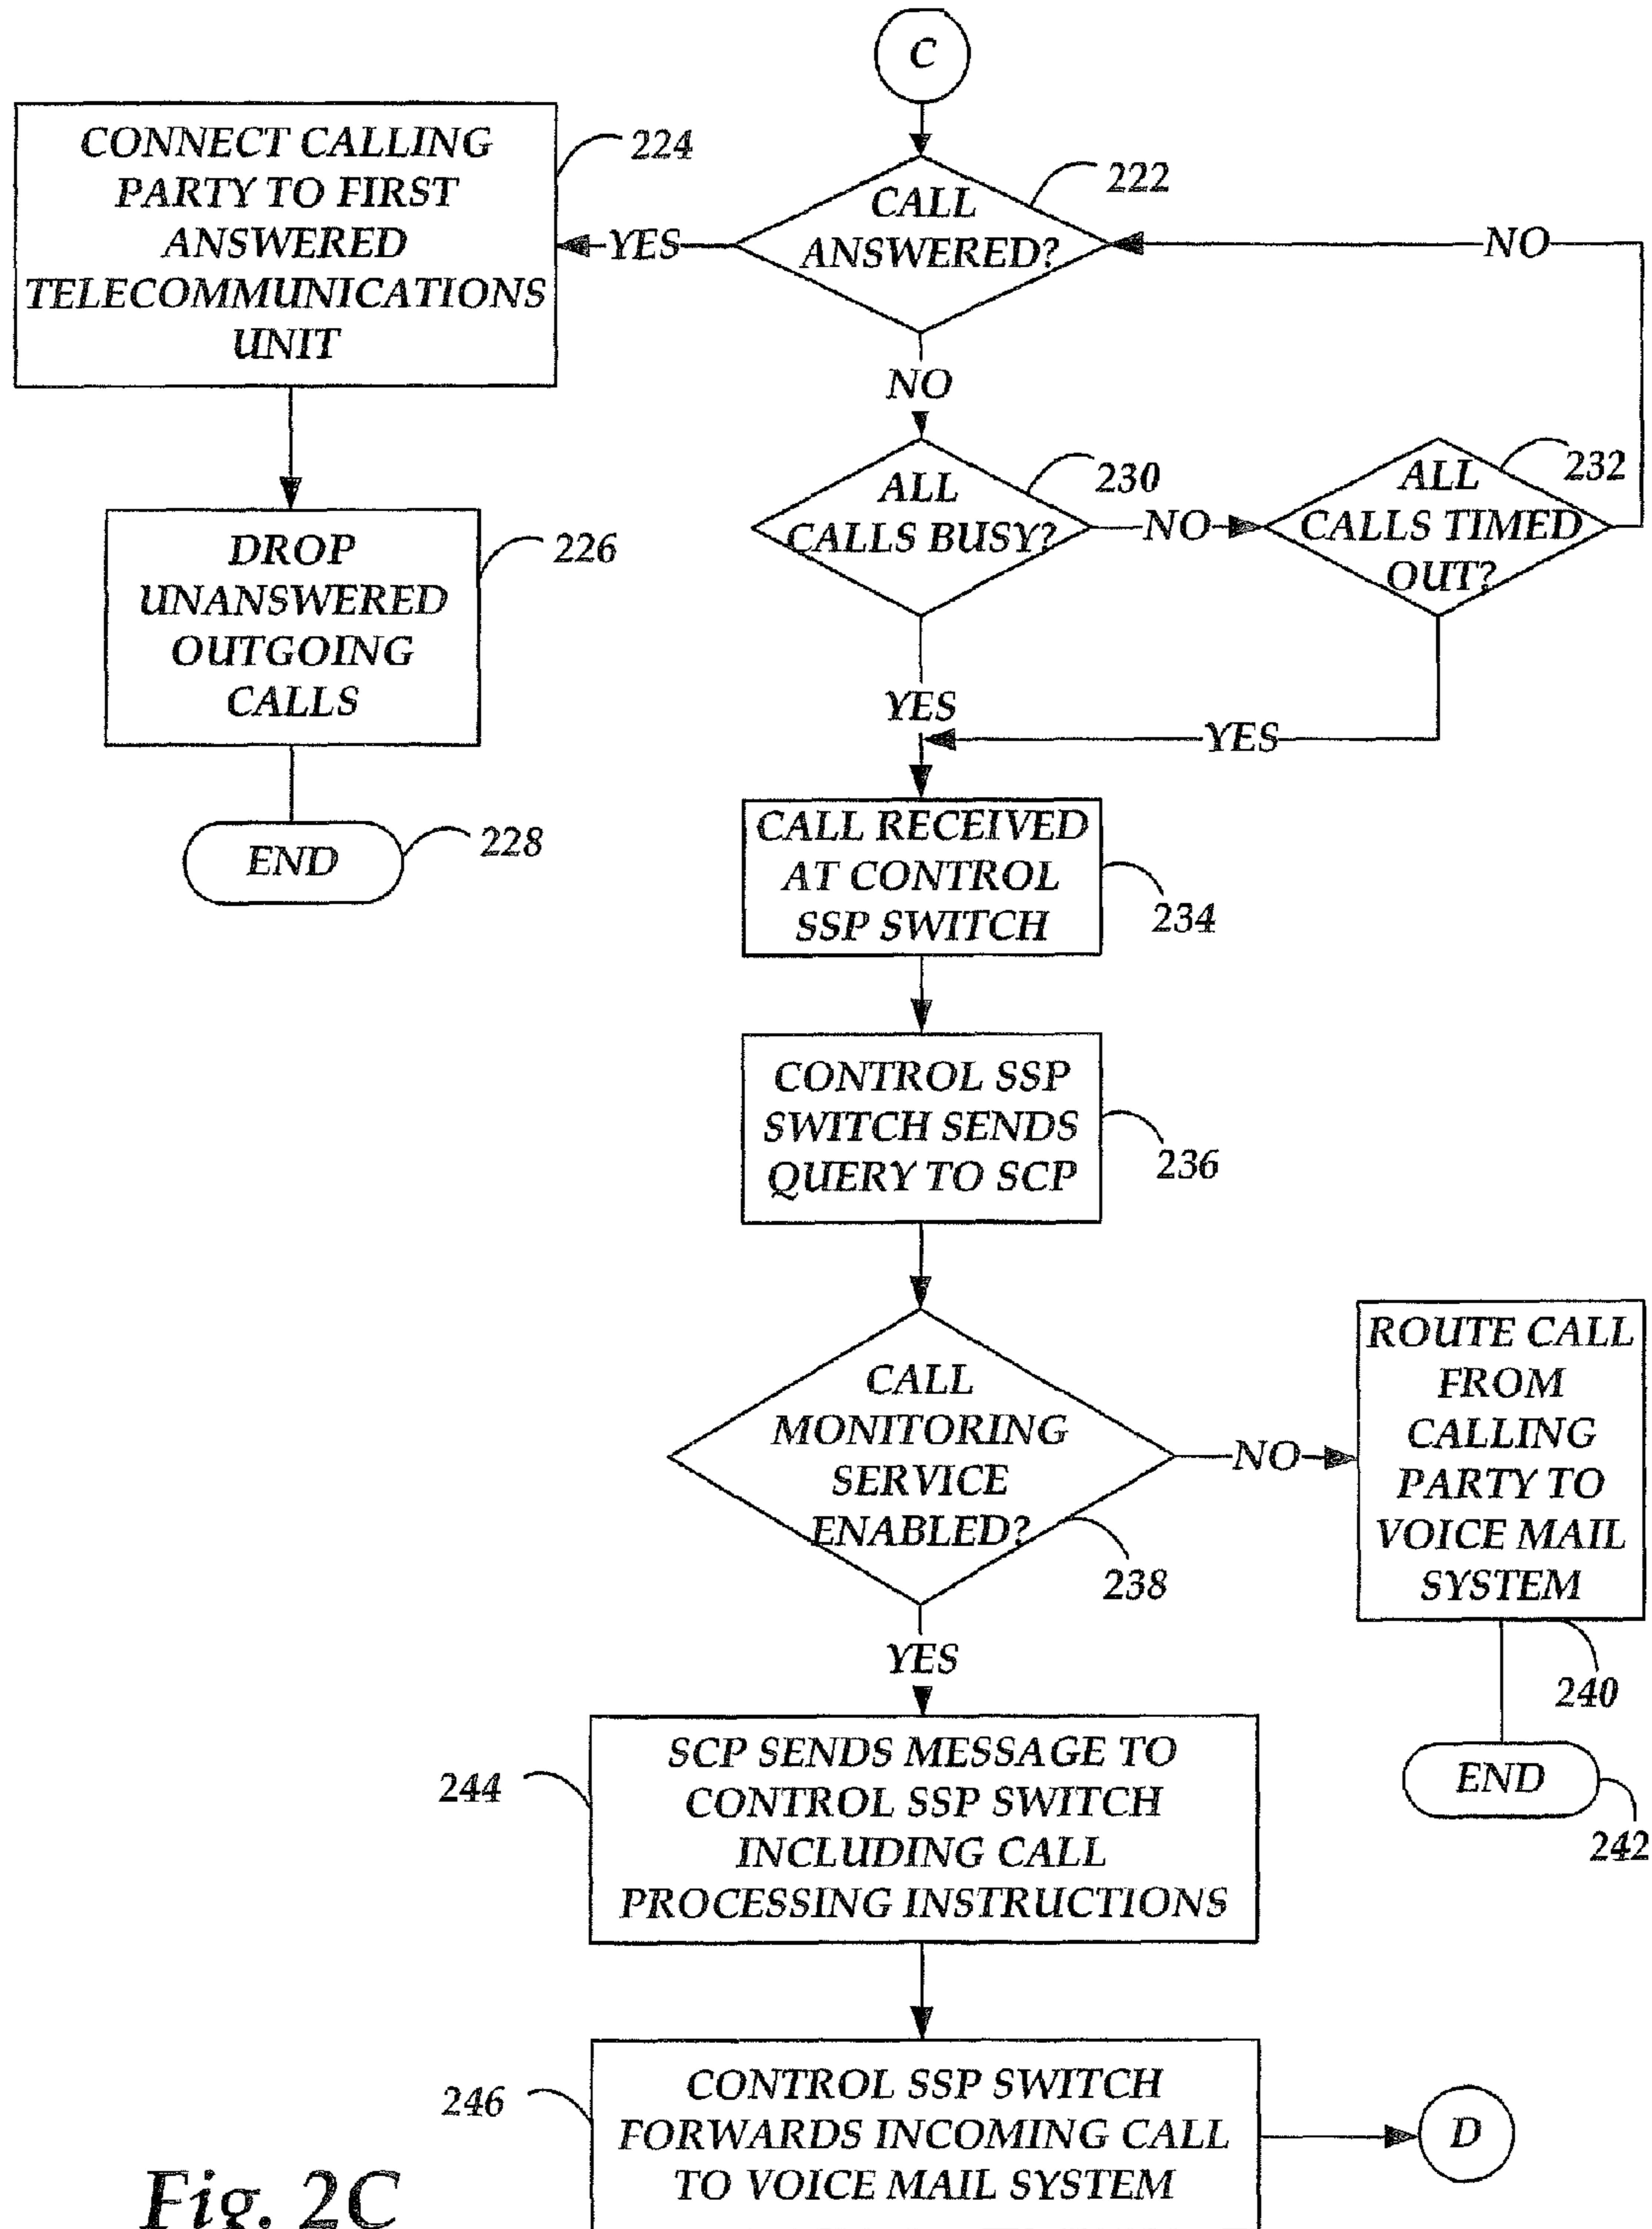 C
CONNECT CALLING
PARTY TO FIRST
ANSWERED
TELECOMMUNICATIONS
UNIT
224
CALL
ANSWERED?
222
YES
NO
NO
DROP
UNANSWERED
OUTGOING
CALLS
226
END
228
ALL
CALLS BUSY?
230
NO
ALL
CALLS TIMED
OUT?
232
YES
YES
CALL RECEIVED
AT CONTROL
SSP SWITCH
234
CONTROL SSP
SWITCH SENDS
QUERY TO SCP
236
CALL
MONITORING
SERVICE
ENABLED?
238
NO
ROUTE CALL
FROM
CALLING
PARTY TO
VOICE MAIL
SYSTEM
240
END
242
YES
SCP SENDS MESSAGE TO
CONTROL SSP SWITCH
INCLUDING CALL
PROCESSING INSTRUCTIONS
244
CONTROL SSP SWITCH
FORWARDS INCOMING CALL
TO VOICE MAIL SYSTEM
246
D
Fig. 2C